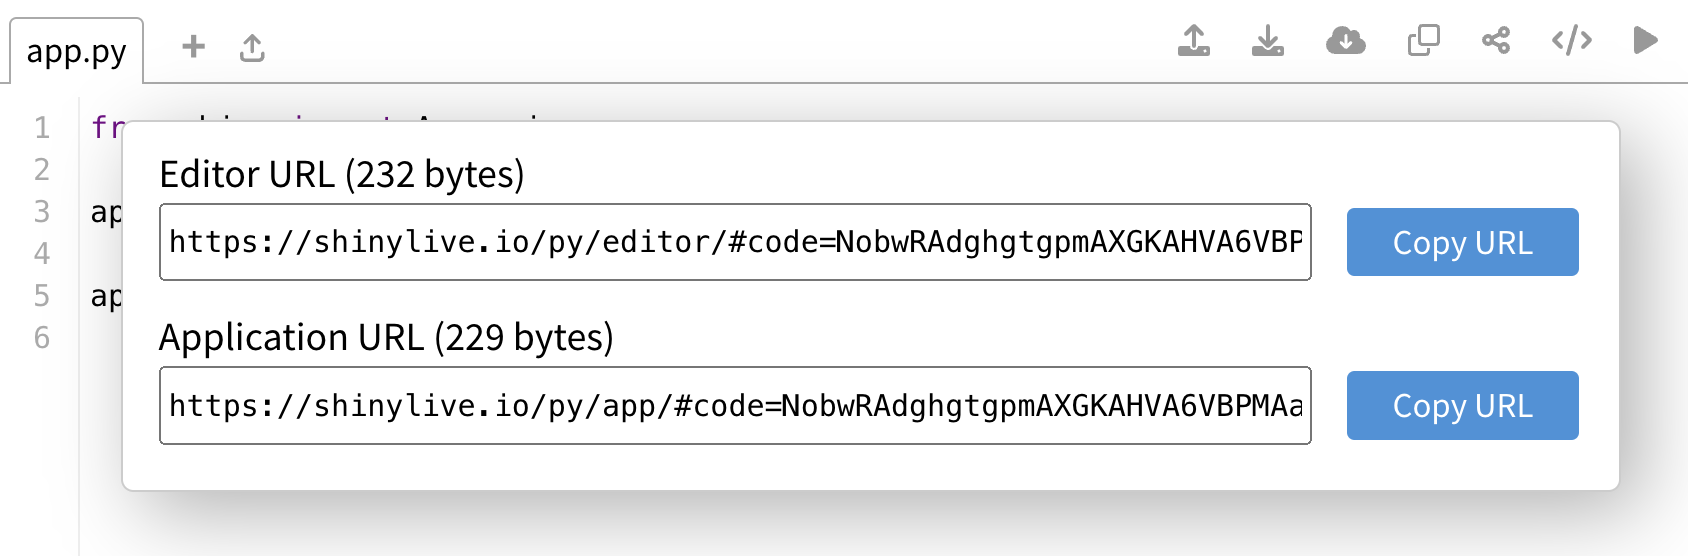 app.py
1
2
3 ap
4
5 ap
6
Editor URL (232 bytes)
https://shinylive.io/py/editor/#code=NobwRAdghgtgpmAXGKAHVA6VBP
Copy URL
Application URL (229 bytes)
https://shinylive.io/py/app/#code=NobwRAdghgtgpmAXGKAHVA6VBPMAa
Copy URL